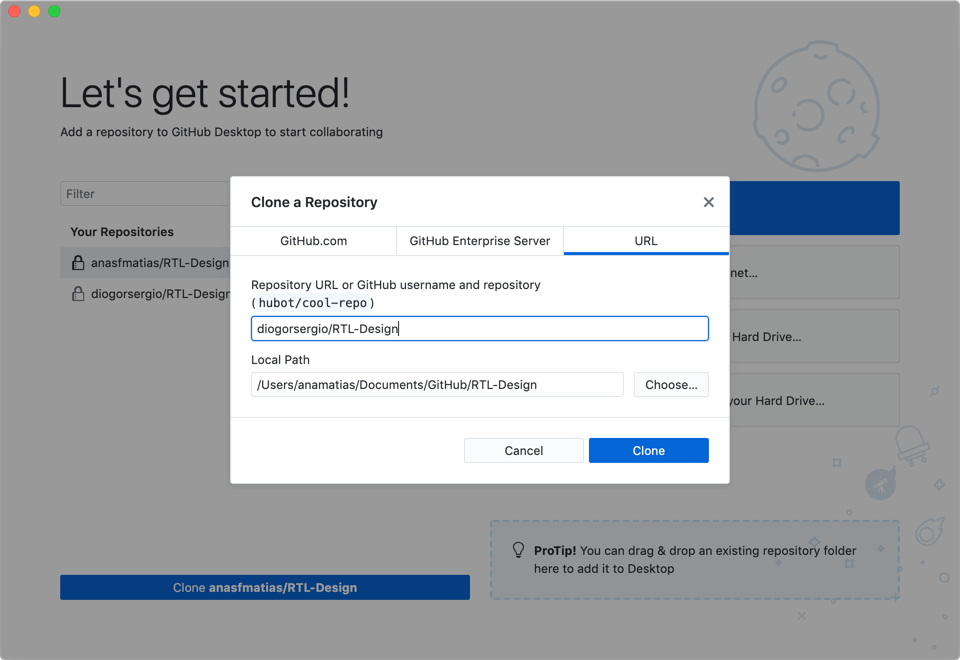 Let's get started!
Add a repository to GitHub Desktop to start collaborating
Filter
Your Repositories
anasfmatias/RTL-Design
diogorsergio/RTL-Design
Clone anasfmatias/RTL-Design
net...
Hard Drive...
your Hard Drive...
ProTip! You can drag & drop an existing repository folder
here to add it to Desktop
Clone a Repository
GitHub.com
GitHub Enterprise Server
URL
Repository URL or GitHub username and repository
(hubot/cool-repo)
diogorsergio/RTL-Design
Local Path
/Users/anamatias/Documents/GitHub/RTL-Design
Choose...
Cancel
Clone